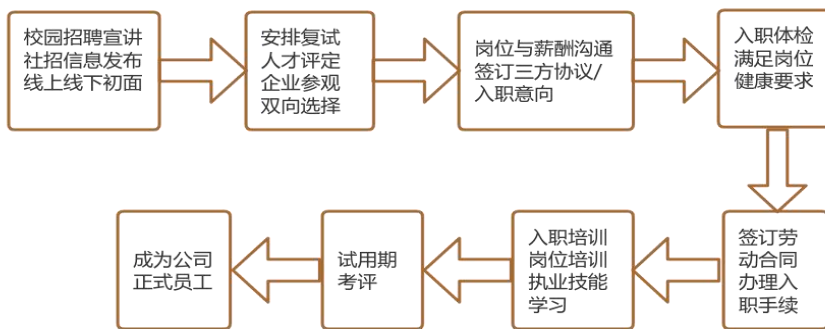 校园招聘宣讲
社招信息发布
线上线下初面
安排复试
人才评定
企业参观
双向选择
岗位与薪酬沟通
签订三方协议/
入职意向
入职体检
满足岗位
健康要求
签订劳
动合同
办理入
职手续
入职培训
岗位培训
执业技能
学习
试用期
考评
成为公司
正式员工